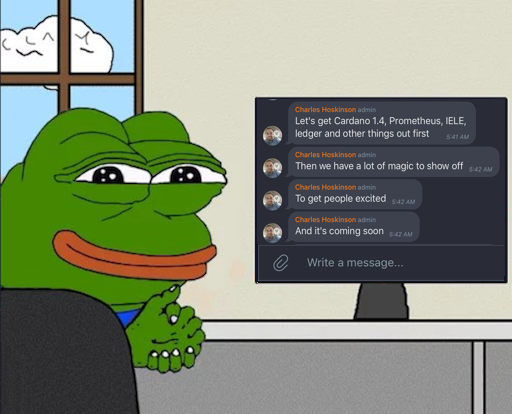 Charles Hoskinson admin
Let's get Cardano 1.4, Prometheus, IELE,
ledger and other things out first 5:41 AM
Charles Hoskinson admin
Then we have a lot of magic to show off 5:42 AM
Charles Hoskinson admin
To get people excited 5:42 AM
Charles Hoskinson admin
And it's coming soon 5:42 AM
Write a message...